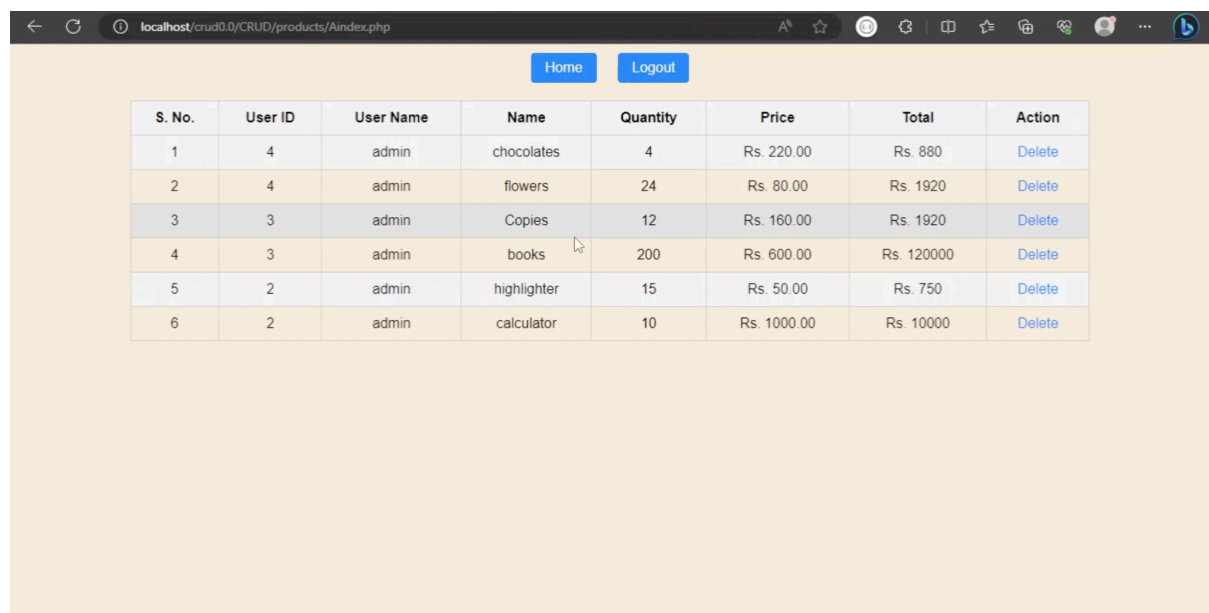 localhost/crud0.0/CRUD/products/Aindex.php
Home Logout
S. No. User ID User Name Name Quantity Price Total Action
1 4 admin chocolates 4 Rs. 220.00 Rs. 880 Delete
2 4 admin flowers 24 Rs. 80.00 Rs. 1920 Delete
3 3 admin Copies 12 Rs. 160.00 Rs. 1920 Delete
4 3 admin books 200 Rs. 600.00 Rs. 120000 Delete
5 2 admin highlighter 15 Rs. 50.00 Rs. 750 Delete
6 2 admin calculator 10 Rs. 1000.00 Rs. 10000 Delete